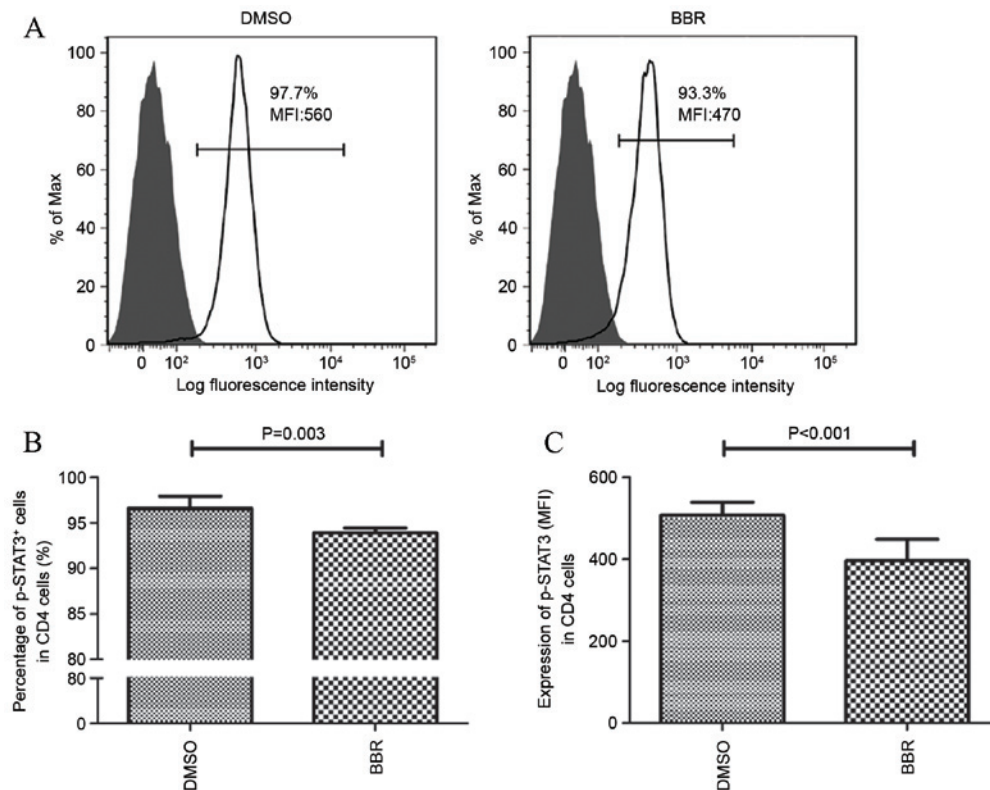 A
DMSO
BBR
100
80
60
40
20
0
% of Max
97.7%
MFI:560
0 10² 10³ 10⁴ 10⁵
Log fluorescence intensity
100
80
60
40
20
0
% of Max
93.3%
MFI:470
0 10² 10³ 10⁴ 10⁵
Log fluorescence intensity
B
P=0.003
Percentage of p-STAT3⁺ cells
in CD4 cells (%)
100
95
90
85
80
80
0
DMSO
BBR
C
P<0.001
Expression of p-STAT3 (MFI)
in CD4 cells
600
400
200
0
DMSO
BBR